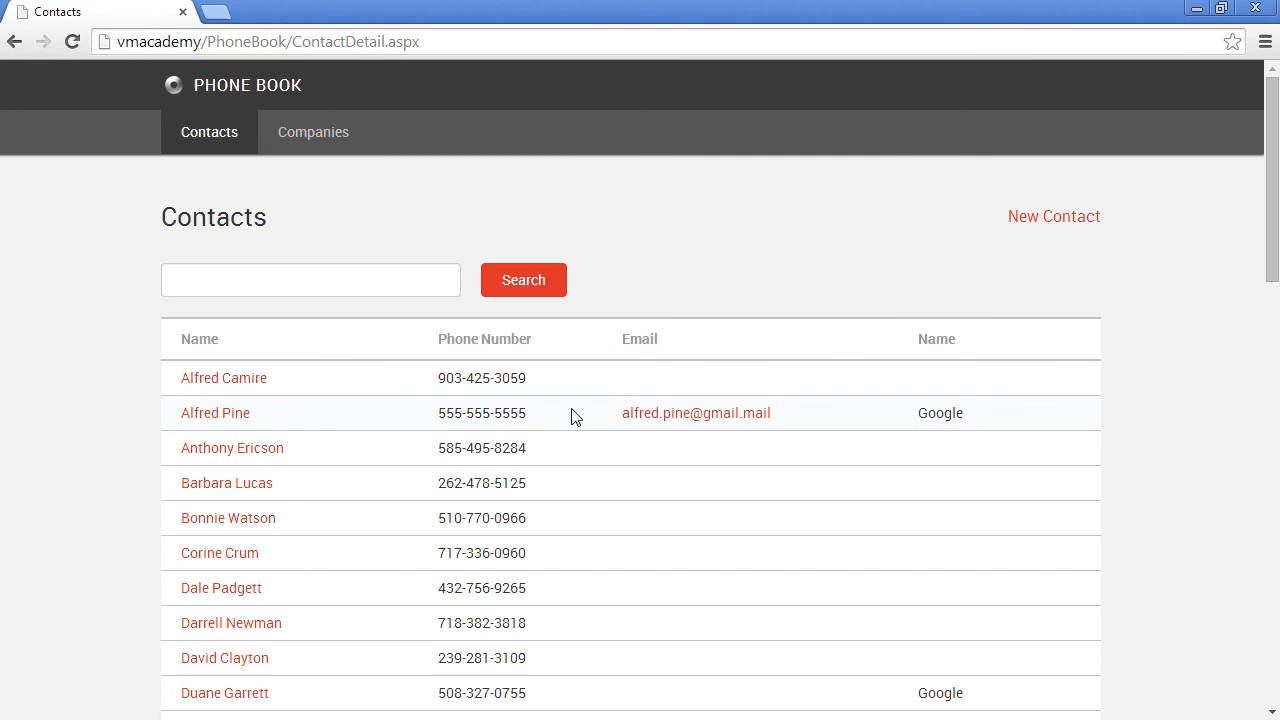 Contacts
vmacademy/PhoneBook/ContactDetail.aspx
PHONE BOOK
Contacts Companies
Contacts New Contact
Search
Name Phone Number Email Name
Alfred Camire 903-425-3059
Alfred Pine 555-555-5555 alfred.pine@gmail.mail Google
Anthony Ericson 585-495-8284
Barbara Lucas 262-478-5125
Bonnie Watson 510-770-0966
Corine Crum 717-336-0960
Dale Padgett 432-756-9265
Darrell Newman 718-382-3818
David Clayton 239-281-3109
Duane Garrett 508-327-0755 Google